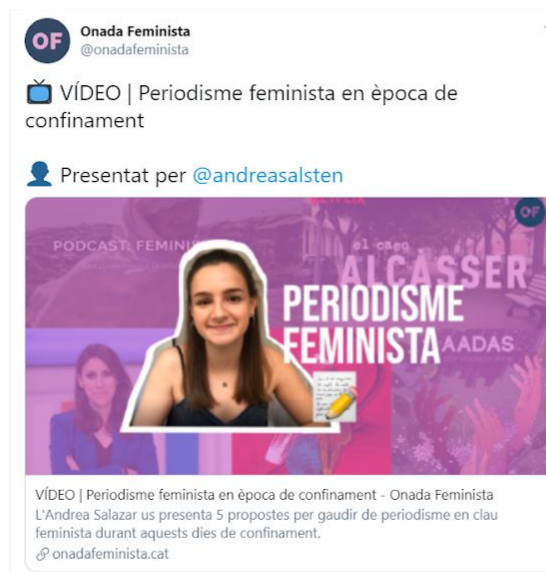 OF
Onada Feminista
@onadafeminista
VÍDEO | Periodisme feminista en època de
confinament
Presentat per @andreasalsten
OF
PODCAST: FEMINIS
el caso
ALCÀSSER
PERIODISME
FEMINISTA
AADAS
VÍDEO | Periodisme feminista en època de confinament - Onada Feminista
L'Andrea Salazar us presenta 5 propostes per gaudir de periodisme en clau
feminista durant aquests dies de confinament.
onadafeminista.cat